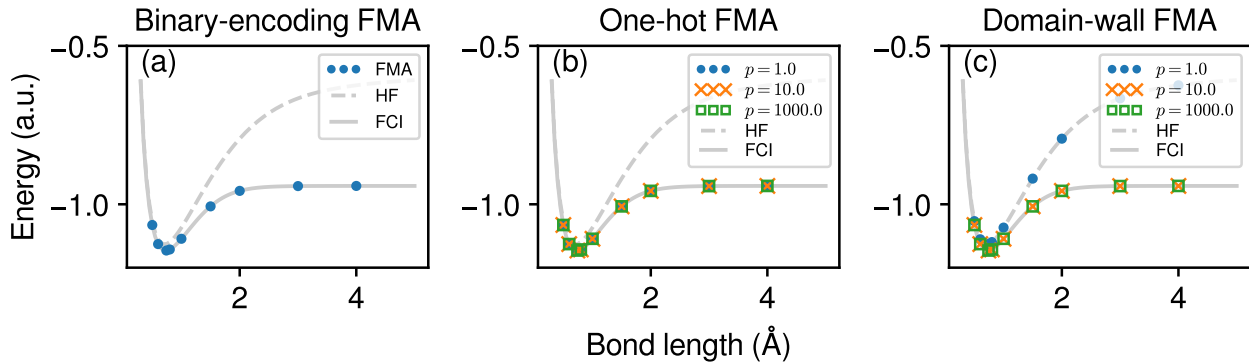 Binary-encoding FMA
One-hot FMA
Domain-wall FMA
Energy (a.u.)
−0.5
−1.0
(a)
FMA
HF
FCI
2
4
−0.5
−1.0
(b)
p = 1.0
p = 10.0
p = 1000.0
HF
FCI
2
4
−0.5
−1.0
(c)
p = 1.0
p = 10.0
p = 1000.0
HF
FCI
2
4
Bond length (Å)